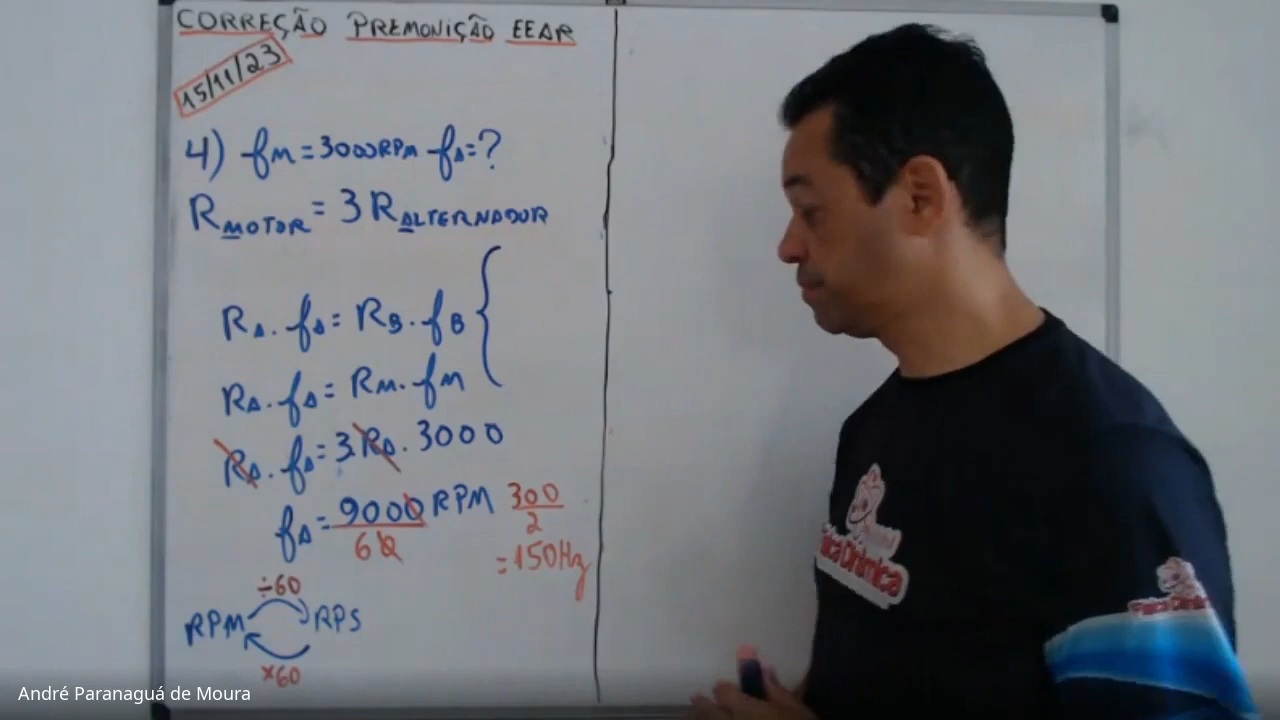 CORREÇÃO PREMONIÇÃO EEAR
15/11/23
4) fM = 3000RPM fA = ?
RMOTOR = 3 RALTERNADOR
RA . fA = RB . fB {
RA . fA = RM . fM
RA . fA = 3 RA . 3000
fA = 9000 RPM 300
60 2
= 150Hz
÷60
RPM RPS
×60
André Paranaguá de Moura